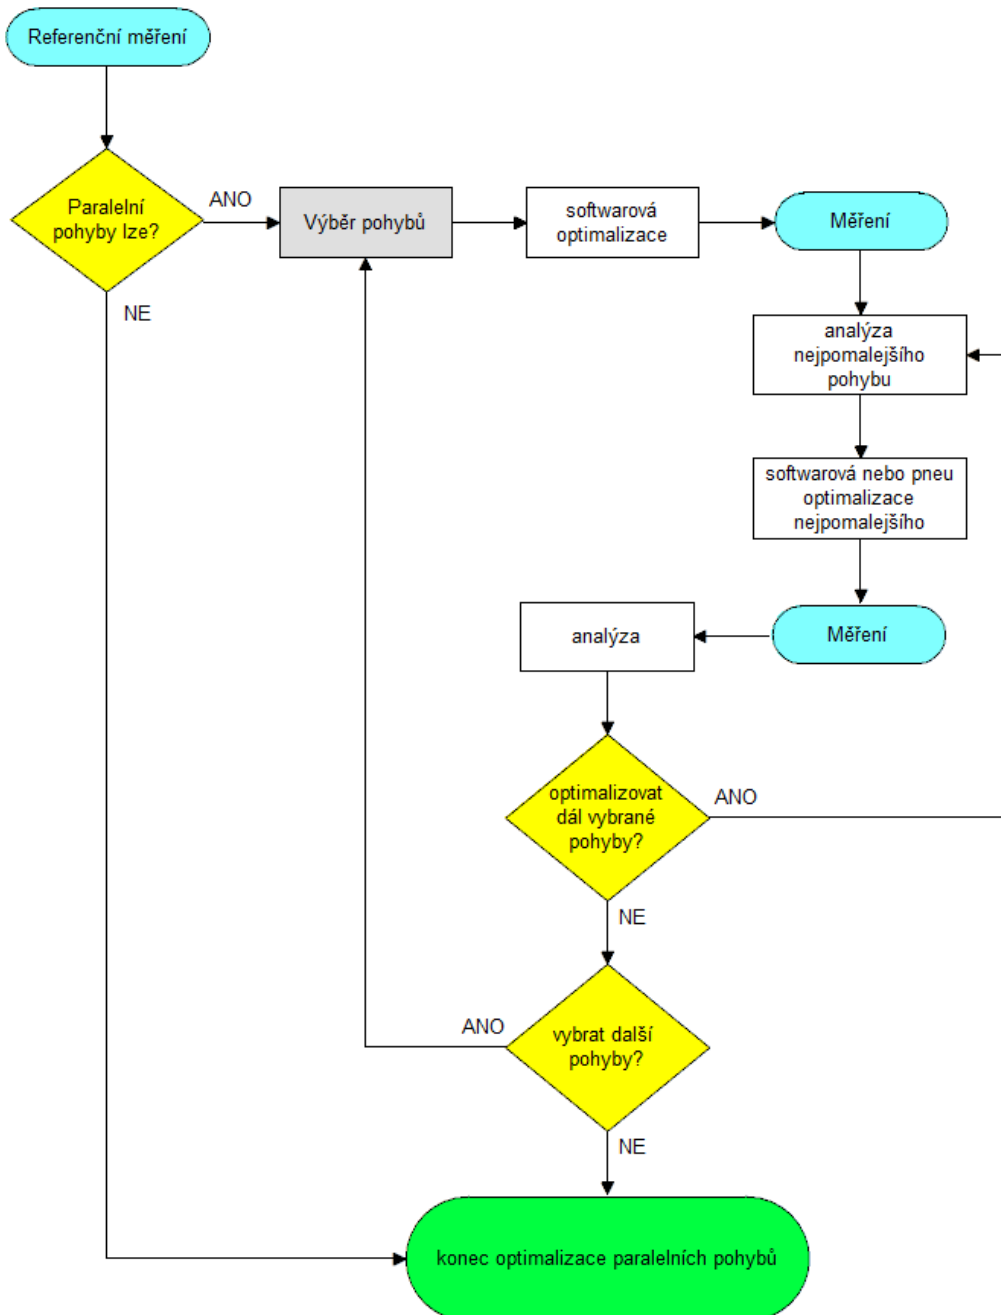 Referenční měření
Paralelní
pohyby lze?
ANO
NE
Výběr pohybů
softwarová
optimalizace
Měření
analýza
nejpomalejšího
pohybu
softwarová nebo pneu
optimalizace
nejpomalejšího
Měření
analýza
optimalizovat
dál vybrané
pohyby?
ANO
NE
vybrat další
pohyby?
ANO
NE
konec optimalizace paralelních pohybů